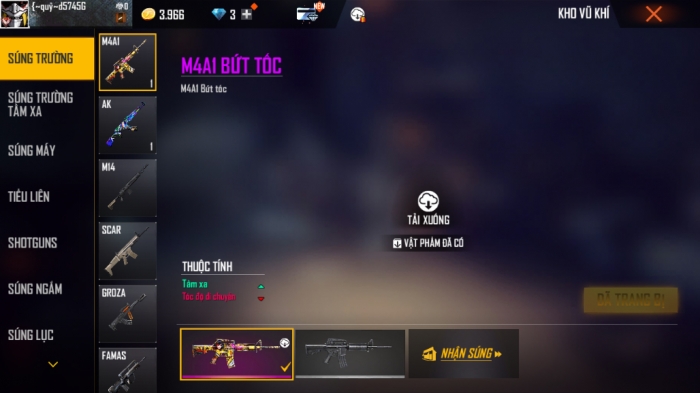 {~quỹ~d5745G
0
3.966
3
NEW
KHO VŨ KHÍ
SÚNG TRƯỜNG
SÚNG TRƯỜNG
TẦM XA
SÚNG MÁY
TIỂU LIÊN
SHOTGUNS
SÚNG NGẮM
SÚNG LỤC
M4A1
1
AK
1
M14
SCAR
GROZA
FAMAS
M4A1 BỨT TỐC
M4A1 Bứt tốc
TẢI XUỐNG
VẬT PHẨM ĐÃ CÓ
THUỘC TÍNH
Tầm xa
Tốc độ di chuyển
ĐÃ TRANG BỊ
NHẬN SÚNG